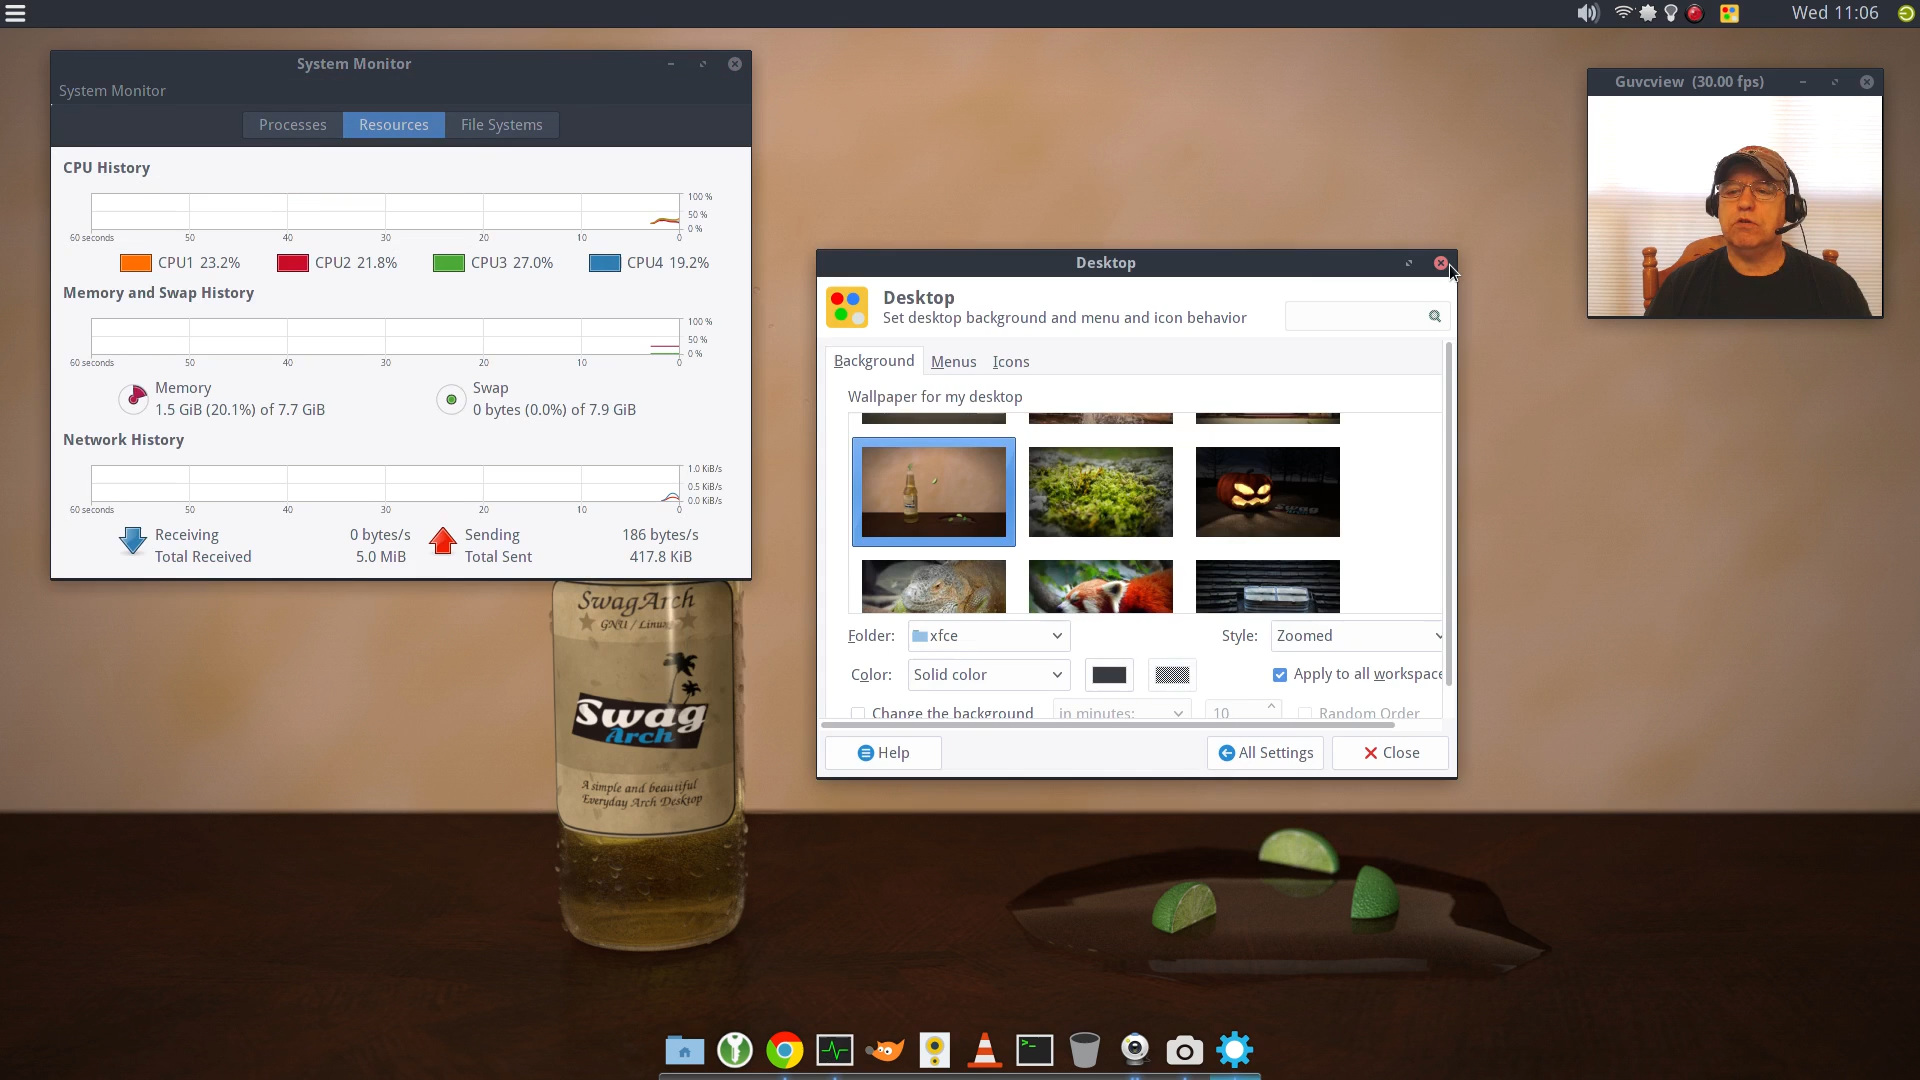 Wed 11:06
System Monitor
System Monitor
Processes
Resources
File Systems
CPU History
100 %
50 %
0 %
60 seconds 50 40 30 20 10 0
CPU1 23.2%
CPU2 21.8%
CPU3 27.0%
CPU4 19.2%
Memory and Swap History
100 %
50 %
0 %
60 seconds 50 40 30 20 10 0
Memory
1.5 GiB (20.1%) of 7.7 GiB
Swap
0 bytes (0.0%) of 7.9 GiB
Network History
1.0 KiB/s
0.5 KiB/s
0.0 KiB/s
60 seconds 50 40 30 20 10 0
Receiving 0 bytes/s
Total Received 5.0 MiB
Sending 186 bytes/s
Total Sent 417.8 KiB
Guvcview (30.00 fps)
Desktop
Desktop
Set desktop background and menu and icon behavior
Background
Menus
Icons
Wallpaper for my desktop
Folder: xfce
Style: Zoomed
Color: Solid color
Apply to all workspace
Change the background
in minutes:
10
Random Order
Help
All Settings
Close
SwagArch
GNU / Linux
Swag
Arch
A simple and beautiful
Everyday Arch Desktop